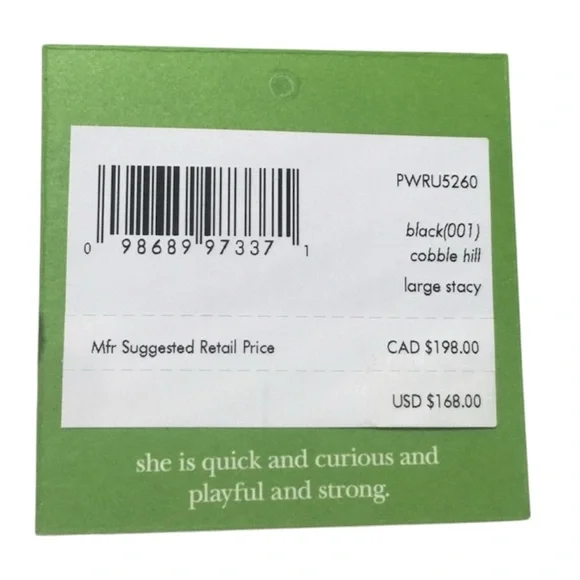 PWRU5260
0 98689 97337 1
black(001)
cobble hill
large stacy
Mfr Suggested Retail Price CAD $198.00
USD $168.00
she is quick and curious and
playful and strong.